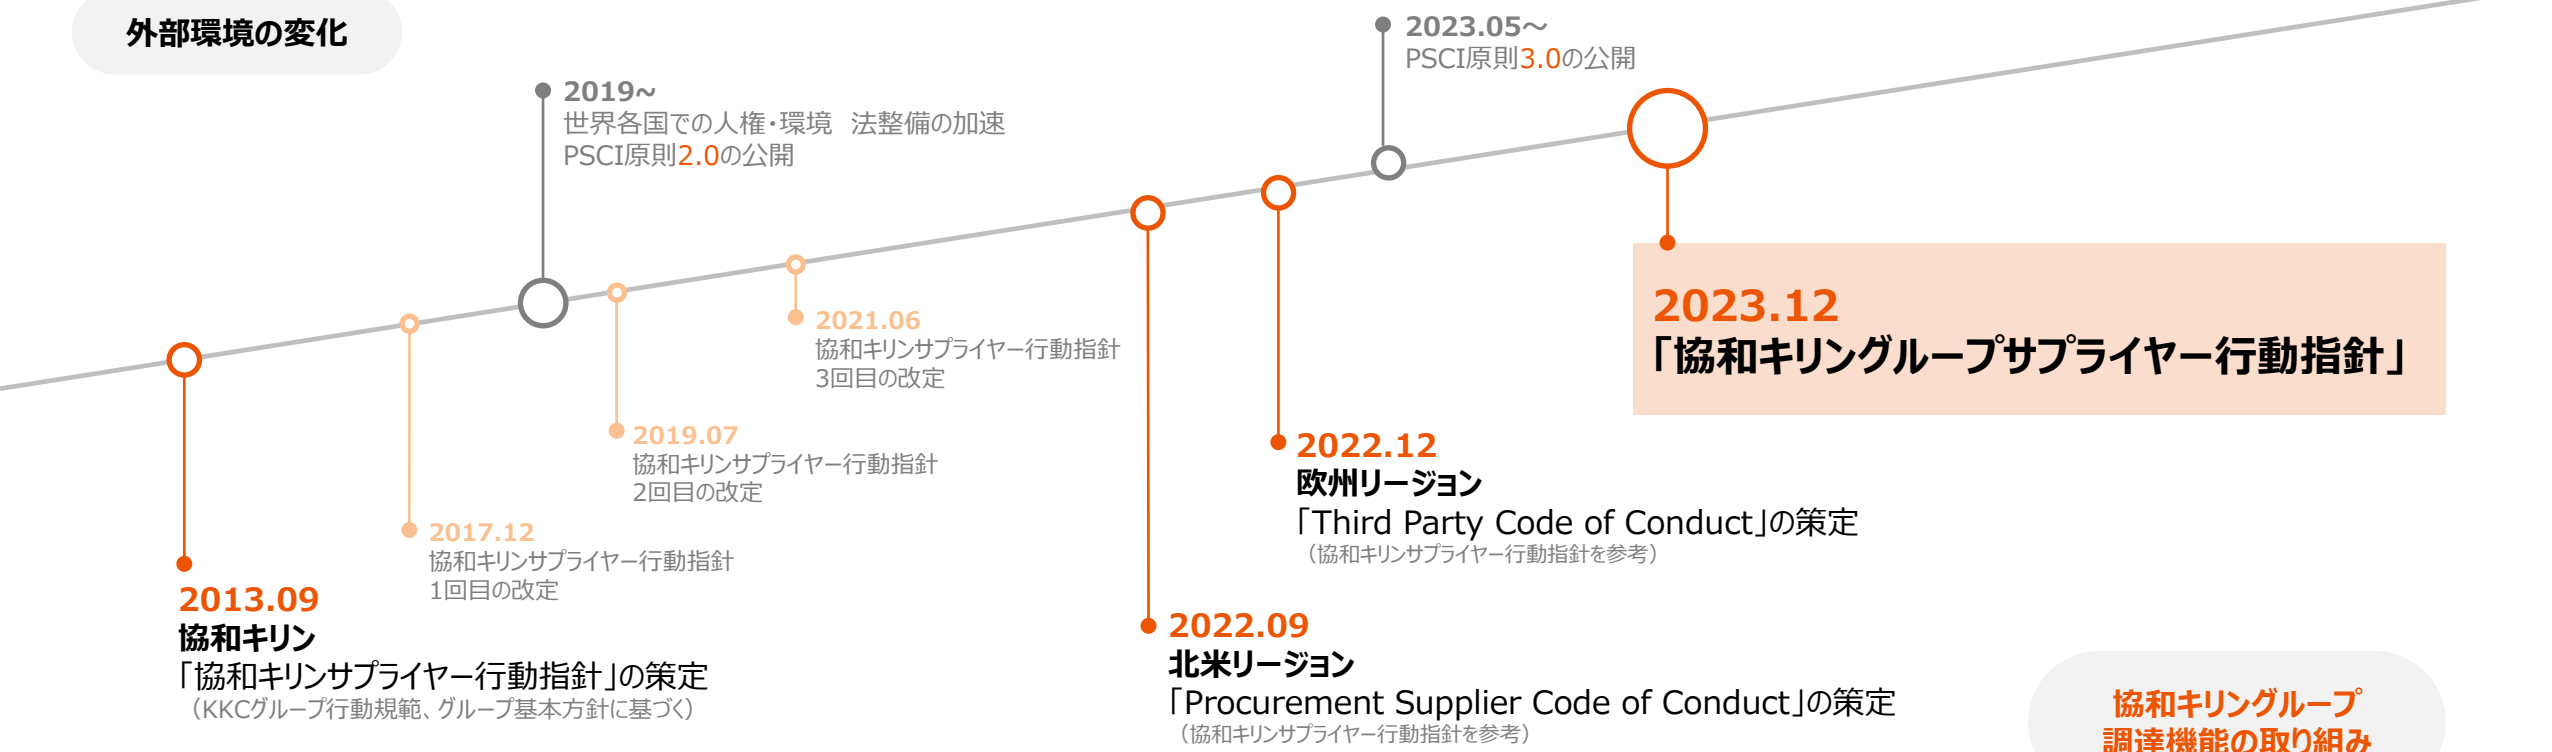 外部環境の変化
2023.05～
PSCI原則3.0の公開
2019~
世界各国での人権・環境　法整備の加速
PSCI原則2.0の公開
2023.12
「協和キリングループサプライヤー行動指針」
2021.06
協和キリンサプライヤー行動指針
3回目の改定
2019.07
協和キリンサプライヤー行動指針
2回目の改定
2022.12
欧州リージョン
「Third Party Code of Conduct」の策定
（協和キリンサプライヤー行動指針を参考）
2017.12
協和キリンサプライヤー行動指針
1回目の改定
2013.09
協和キリン
「協和キリンサプライヤー行動指針」の策定
（KKCグループ行動規範、グループ基本方針に基づく）
2022.09
北米リージョン
「Procurement Supplier Code of Conduct」の策定
（協和キリンサプライヤー行動指針を参考）
協和キリングループ
調達機能の取り組み